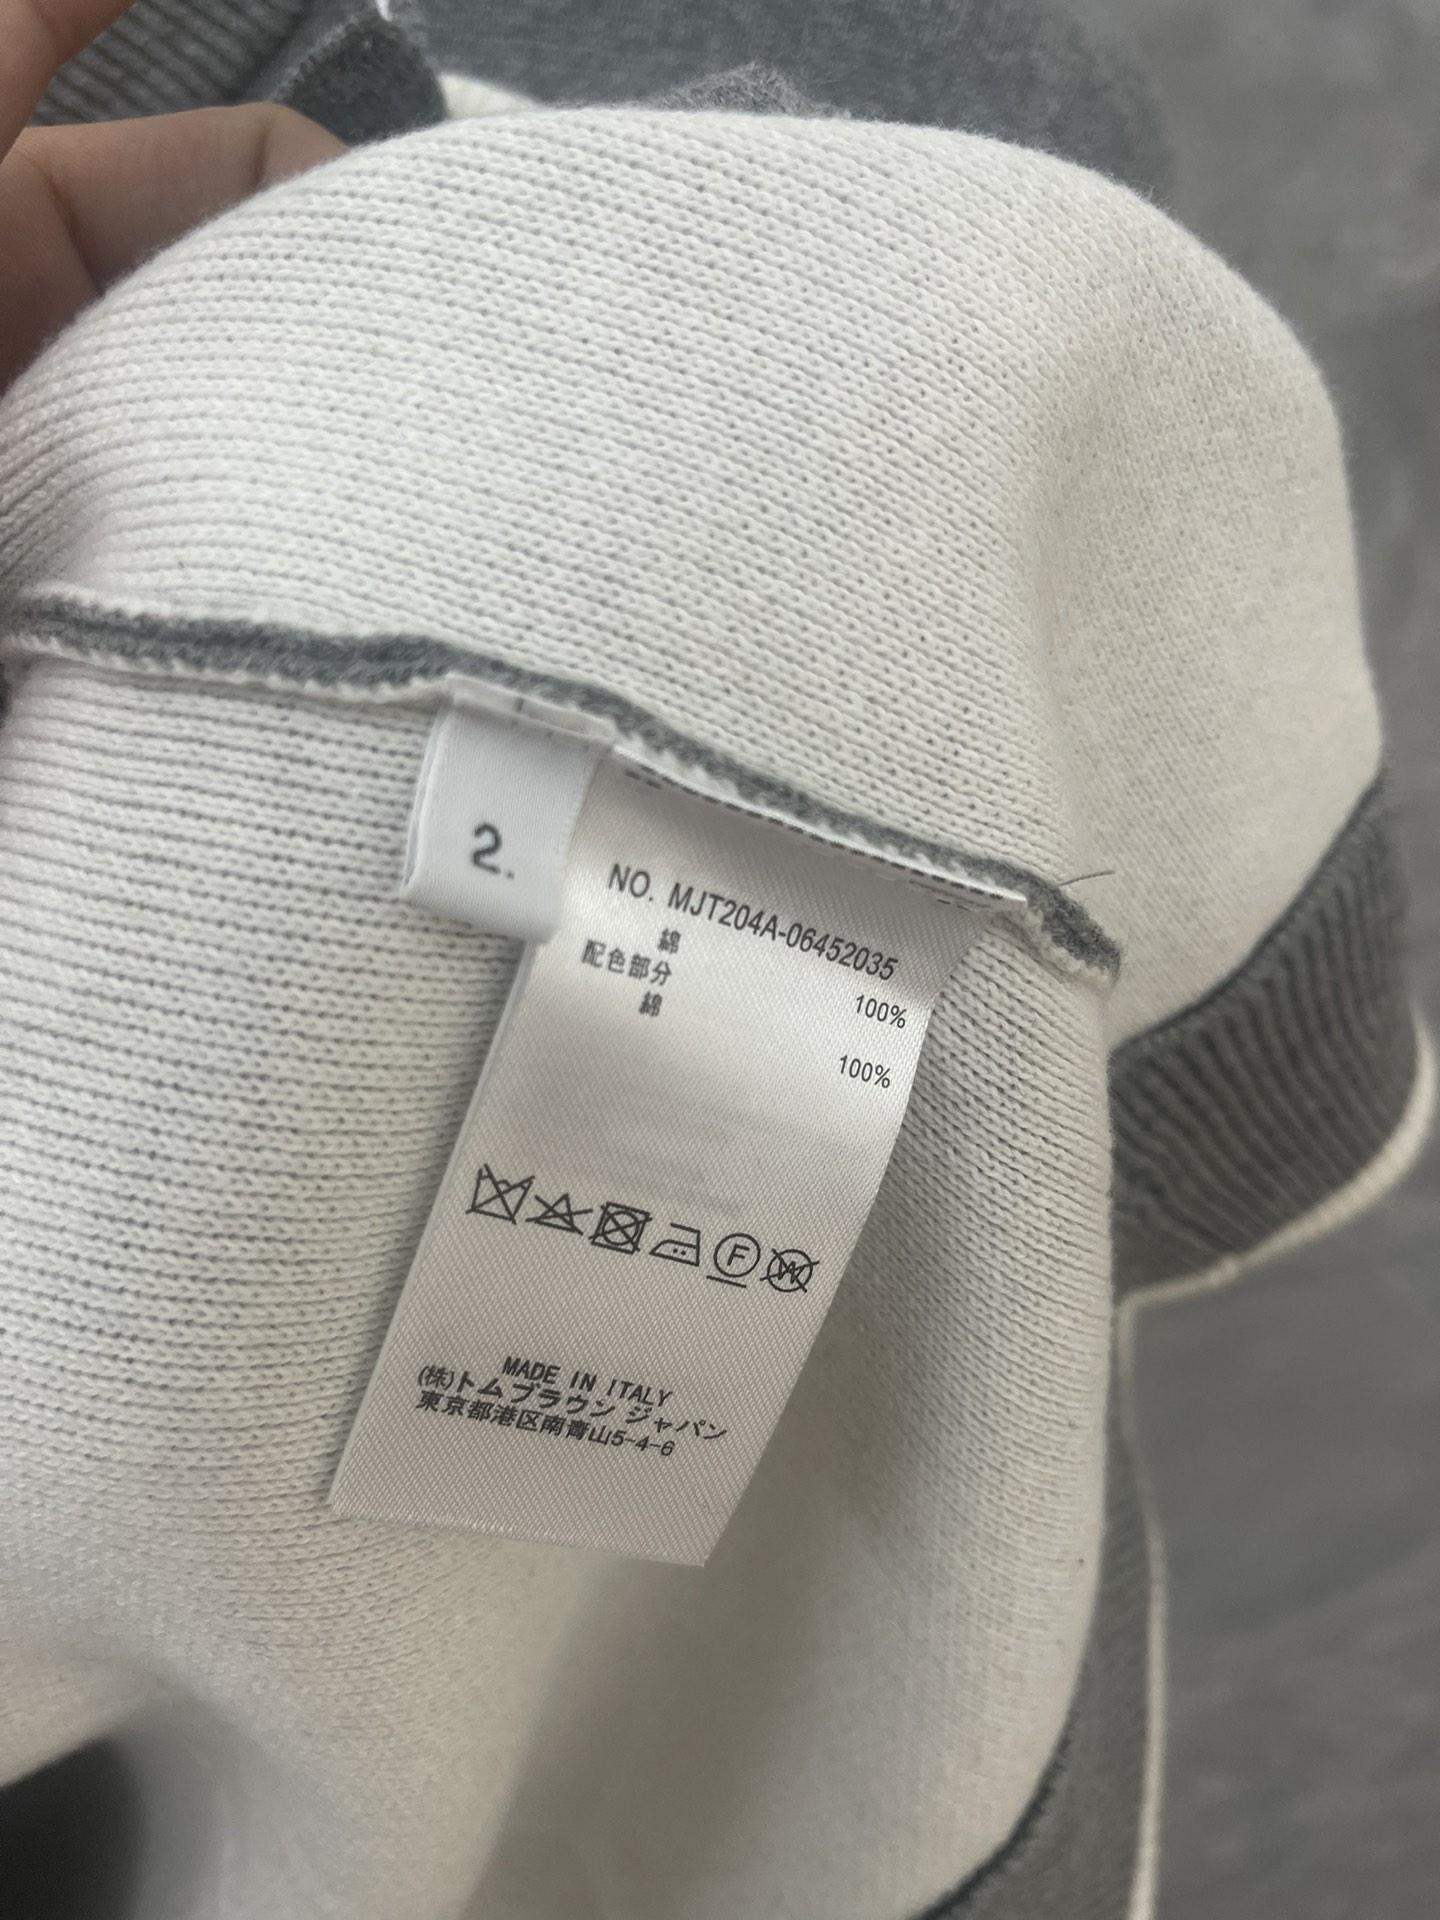 2.
NO. MJT204A-06452035
綿 100%
配色部分
綿 100%
F
W
MADE IN ITALY
(株)トムブラウン ジャパン
東京都港区南青山5-4-6